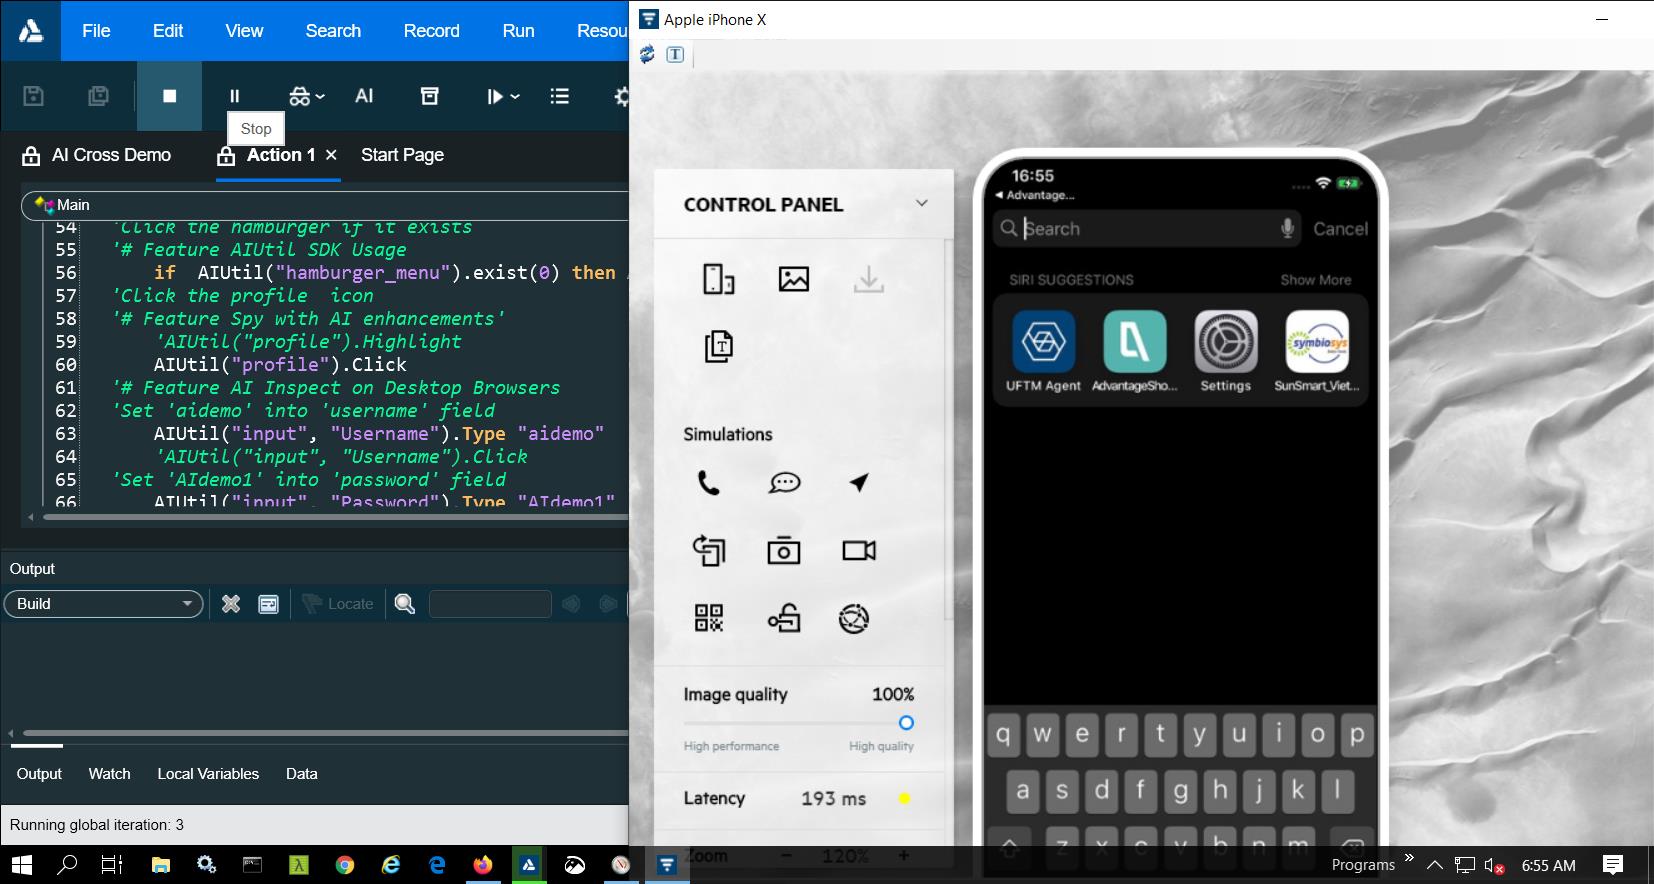 File Edit View Search Record Run Resou
AI
Stop
AI Cross Demo Action 1 × Start Page
Main
54 'Click the hamburger if it exists
55 '# Feature AIUtil SDK Usage
56 if AIUtil("hamburger_menu").exist(0) then
57 'Click the profile icon
58 '# Feature Spy with AI enhancements'
59 'AIUtil("profile").Highlight
60 AIUtil("profile").Click
61 '# Feature AI Inspect on Desktop Browsers
62 'Set 'aidemo' into 'username' field
63 AIUtil("input", "Username").Type "aidemo"
64 'AIUtil("input", "Username").Click
65 'Set 'AIdemo1' into 'password' field
66 AIUtil("input", "Password").Type "AIdemo1"
Output
Build
Locate
Output Watch Local Variables Data
Running global iteration: 3
Apple iPhone X
T
CONTROL PANEL
T
Simulations
Image quality 100%
High performance High quality
Latency 193 ms
Zoom − 120% +
16:55
◀ Advantage...
Search Cancel
SIRI SUGGESTIONS Show More
symbiosys
UFTM Agent AdvantageSho... Settings SunSmart_Viet...
q w e r t y u i o p
a s d f g h j k l
z x c v b n m
Programs » 6:55 AM